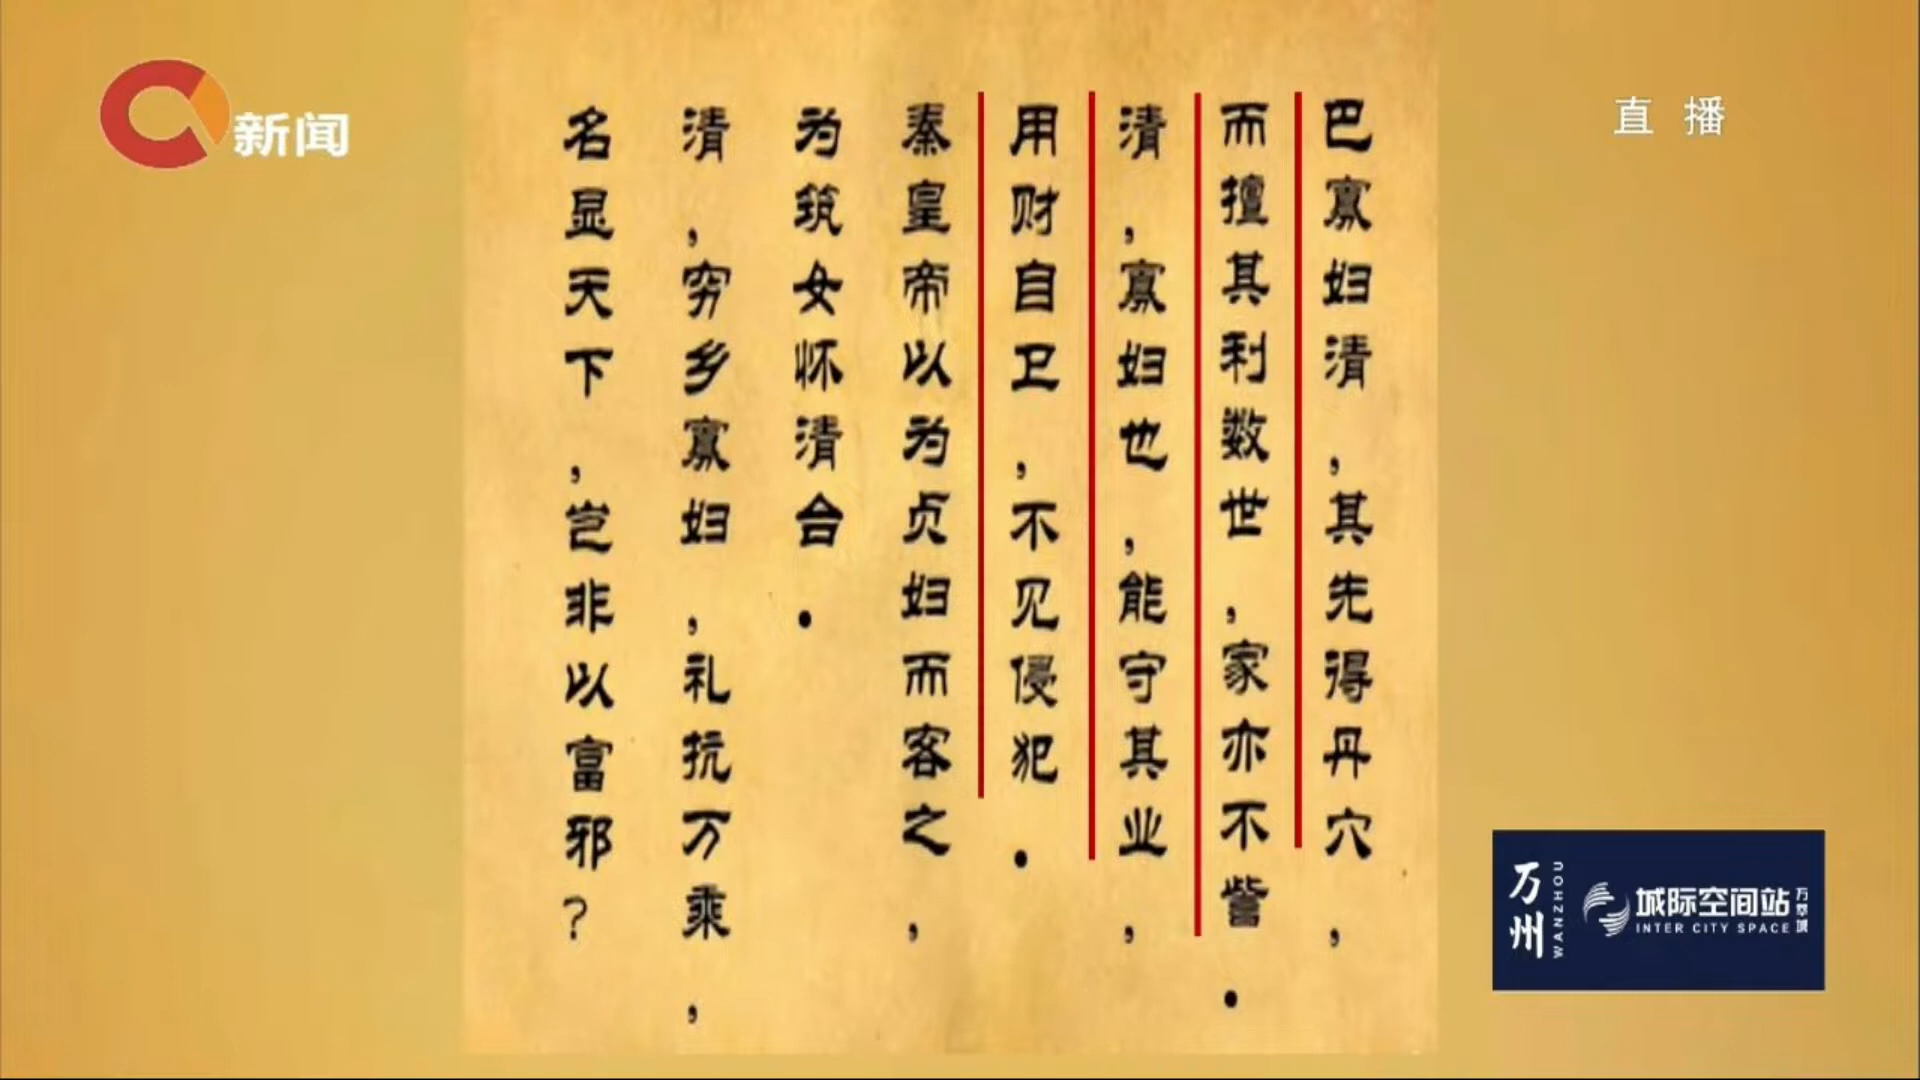 新闻
直播
巴寡妇清，其先得丹穴，
而擅其利数世，家亦不訾．
清，寡妇也，能守其业，
用财自卫，不见侵犯．
秦皇帝以为贞妇而客之，
为筑女怀清台．
清，穷乡寡妇，礼抗万乘，
名显天下，岂非以富邪？
万州
WANZHOU
城际空间站
INTER CITY SPACE